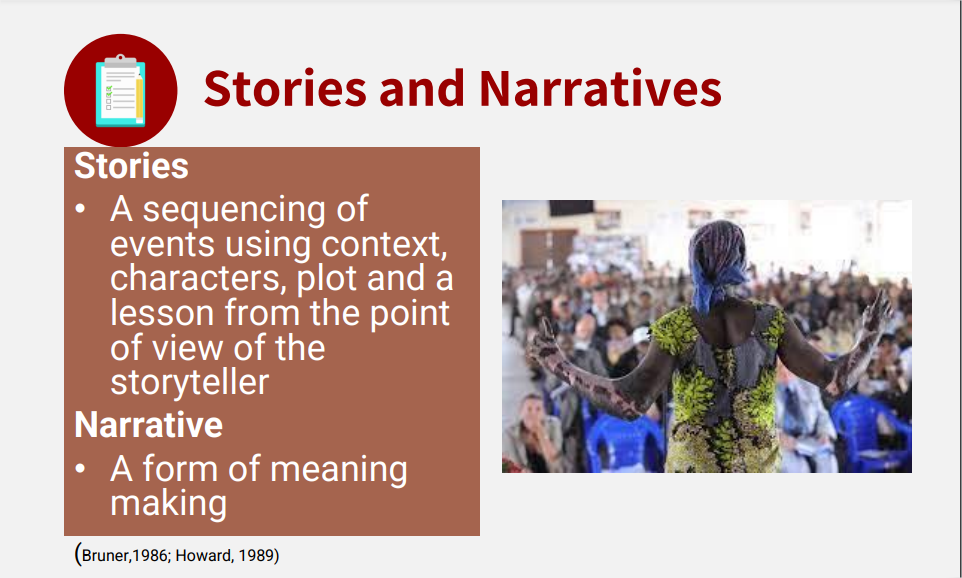 Stories and Narratives
Stories
• A sequencing of
events using context,
characters, plot and a
lesson from the point
of view of the
storyteller
Narrative
• A form of meaning
making
(Bruner,1986; Howard, 1989)